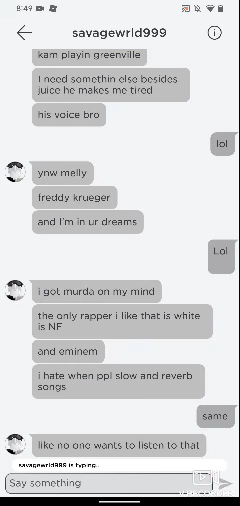 8:49
savagewrld999
kam playin greenville
I need somethin else besides
juice he makes me tired
his voice bro
lol
ynw melly
freddy krueger
and I'm in ur dreams
Lol
i got murda on my mind
the only rapper i like that is white
is NF
and eminem
i hate when ppl slow and reverb
songs
same
like no one wants to listen to that
savagewrld999 is typing..
Say something